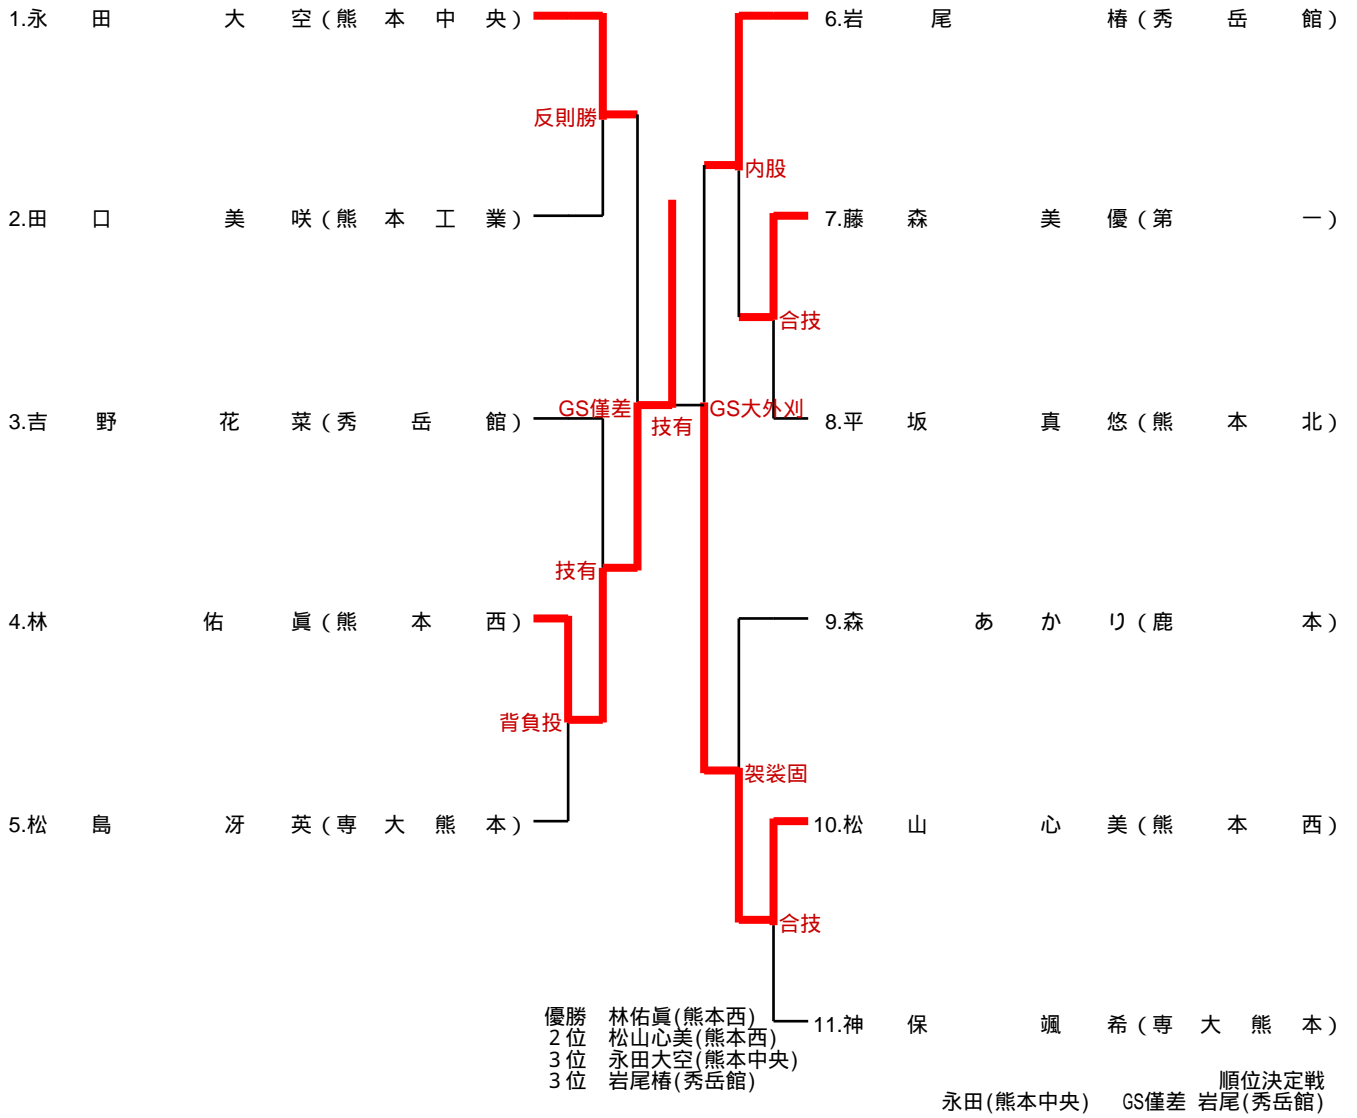 1.永田 大空(熊本中央)
6.岩尾 椿(秀岳館)
反則勝
内股
2.田口 美咲(熊本工業)
7.藤森 美優(第一)
合技
3.吉野 花菜(秀岳館)
GS僅差
技有
GS大外刈
8.平坂 真悠(熊本北)
技有
4.林 佑眞(熊本西)
9.森 あかり(鹿本)
背負投
袈裟固
5.松島 冴英(専大熊本)
10.松山 心美(熊本西)
合技
11.神保 颯希(専大熊本)
優勝 林佑眞(熊本西)
2位 松山心美(熊本西)
3位 永田大空(熊本中央)
3位 岩尾椿(秀岳館)
順位決定戦
永田(熊本中央) GS僅差 岩尾(秀岳館)